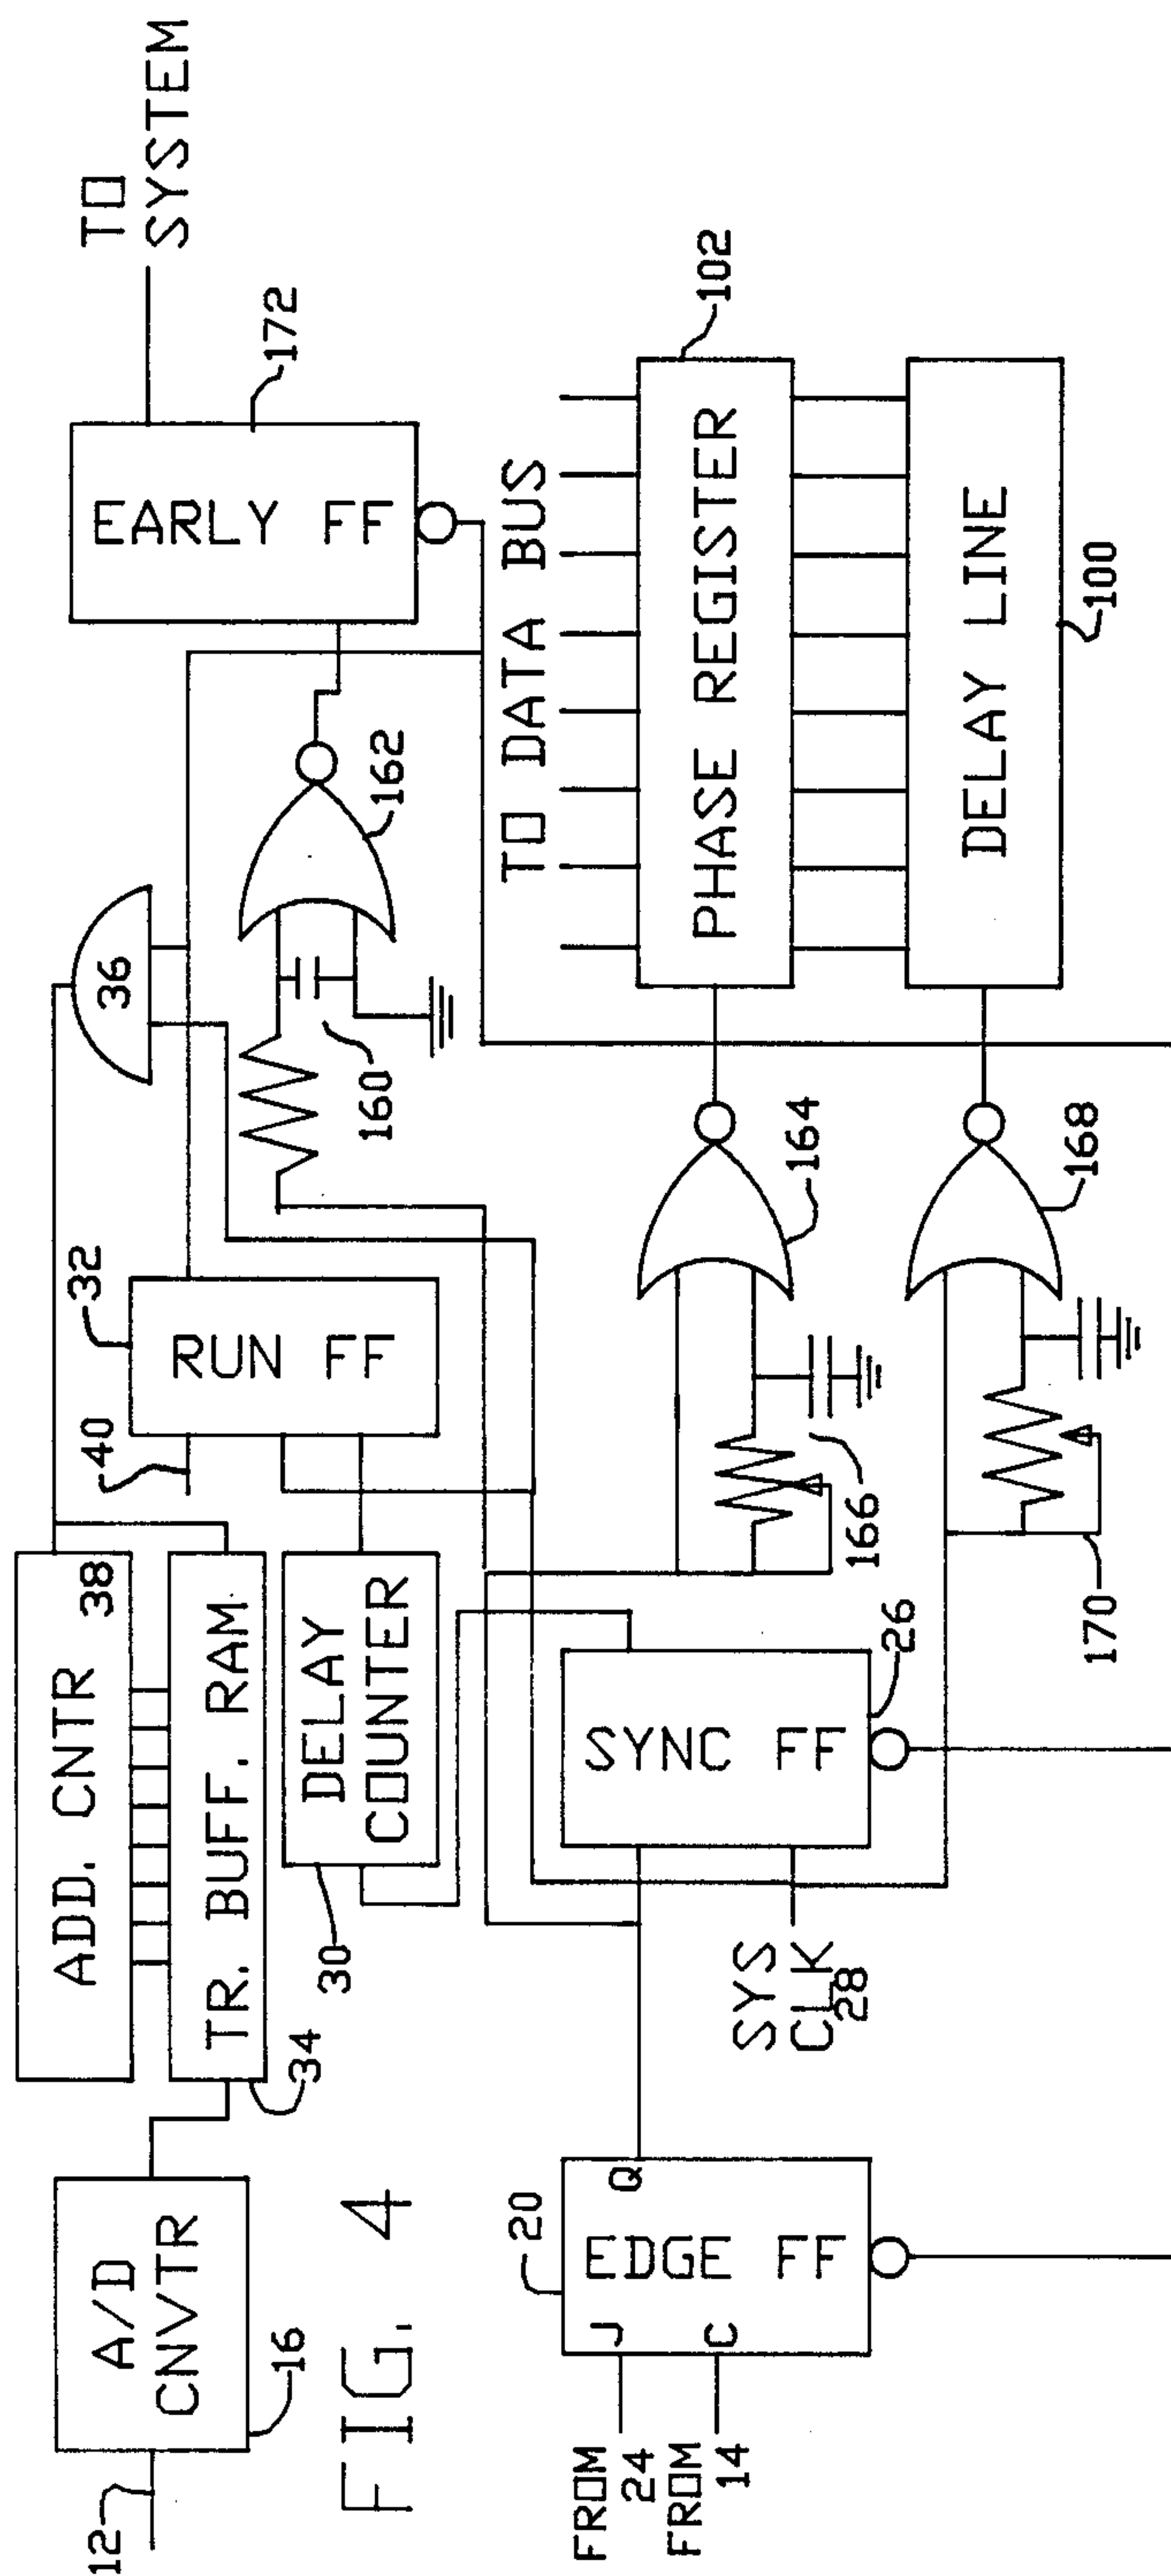 12
A/D
CNVTR
16
ADD. CNTR
38
TR. BUFF. RAM
34
DELAY
COUNTER
30
40
RUN FF
32
36
160
162
EARLY FF
172
TO
SYSTEM
FIG. 4
FROM
24
FROM
14
J
C
Q
EDGE FF
20
SYS
CLK
28
SYNC FF
26
166
164
170
168
TO DATA BUS
PHASE REGISTER
102
DELAY LINE
100